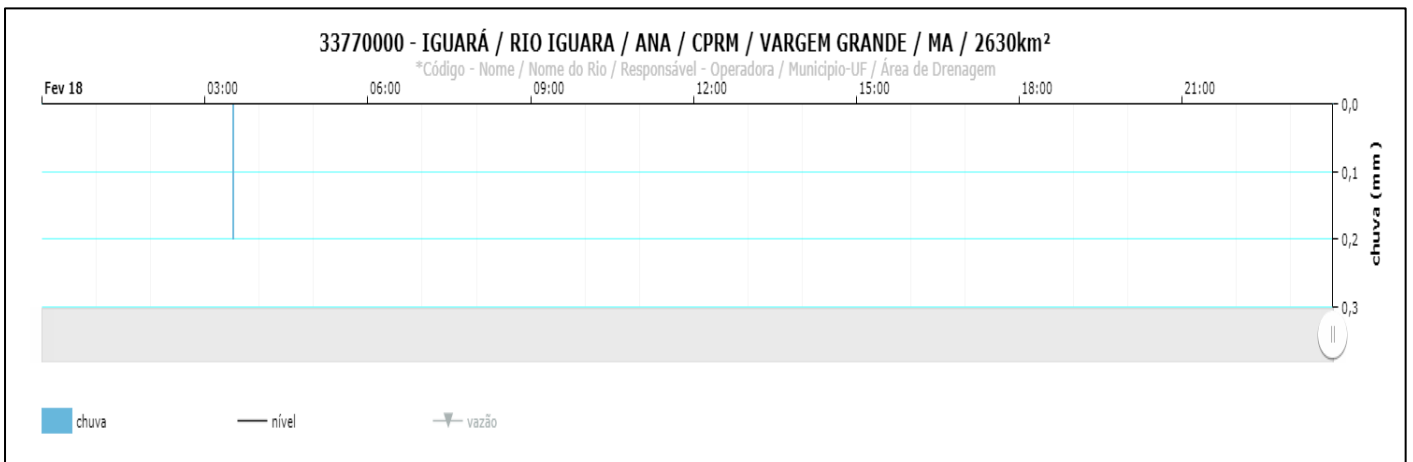 33770000 - IGUARÁ / RIO IGUARA / ANA / CPRM / VARGEM GRANDE / MA / 2630km²
*Código - Nome / Nome do Rio / Responsável - Operadora / Municipio-UF / Área de Drenagem
Fev 18 03:00 06:00 09:00 12:00 15:00 18:00 21:00
0,0
0,1
0,2
0,3
chuva (mm)
chuva nível vazão